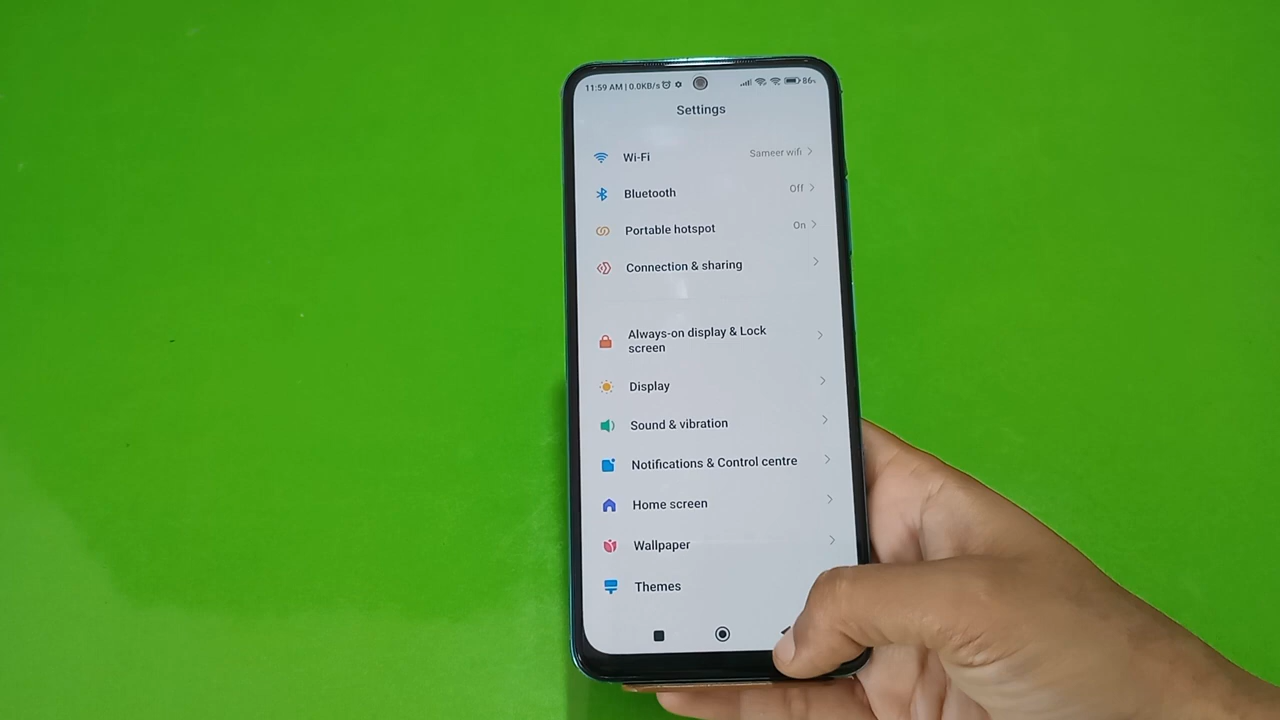 11:59 AM | 0.0KB/s 86%
Settings
Wi-Fi Sameer wifi
Bluetooth Off
Portable hotspot On
Connection & sharing
Always-on display & Lock
screen
Display
Sound & vibration
Notifications & Control centre
Home screen
Wallpaper
Themes